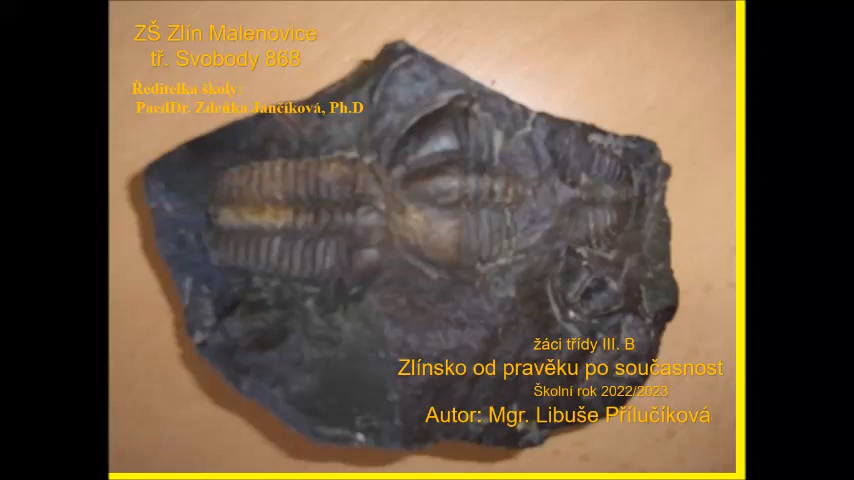 ZŠ Zlín Malenovice
tř. Svobody 868
Ředitelka školy:
PaedDr. Zdeňka Jančíková, Ph.D
žáci třídy III. B
Zlínsko od pravěku po současnost
Školní rok 2022/2023
Autor: Mgr. Libuše Přílučíková